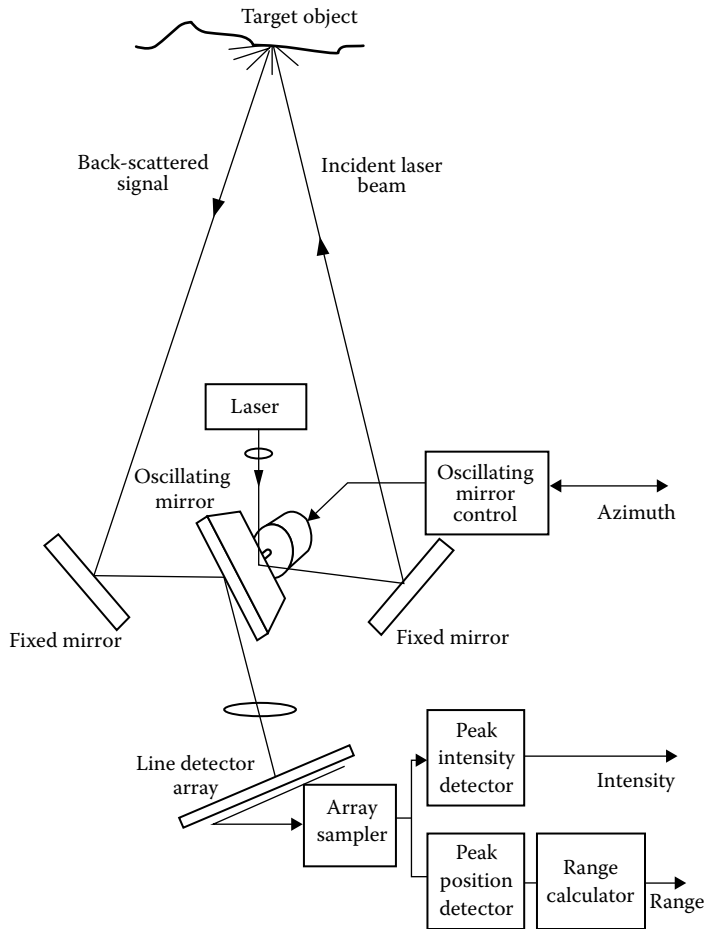 Target object
Back-scattered
signal
Incident laser
beam
Laser
Oscillating
mirror
Oscillating
mirror
control
Azimuth
Fixed mirror
Fixed mirror
Line detector
array
Peak
intensity
detector
Intensity
Array
sampler
Peak
position
detector
Range
calculator
Range